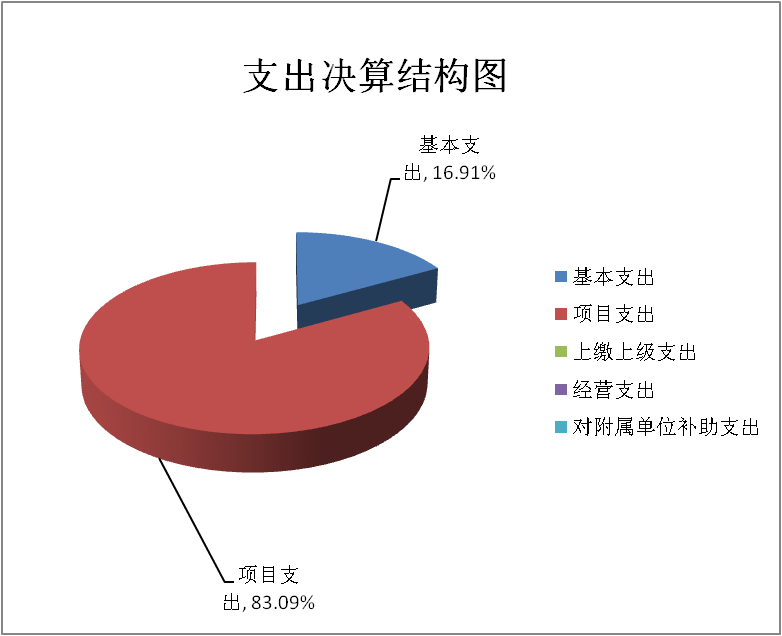 支出决算结构图
基本支
出, 16.91%
基本支出
项目支出
上缴上级支出
经营支出
对附属单位补助支出
项目支
出, 83.09%